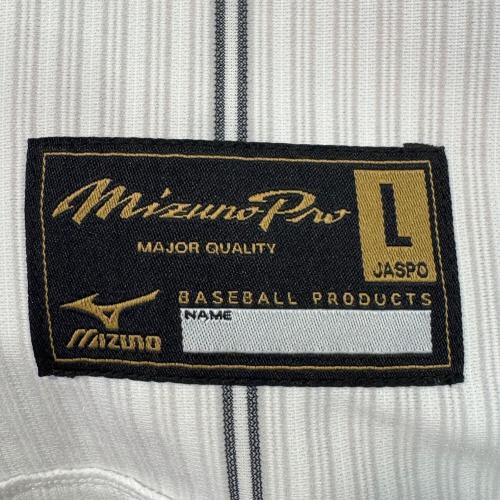 Mizuno Pro
L
MAJOR QUALITY
JASPO
BASEBALL PRODUCTS
MIZUNO
NAME